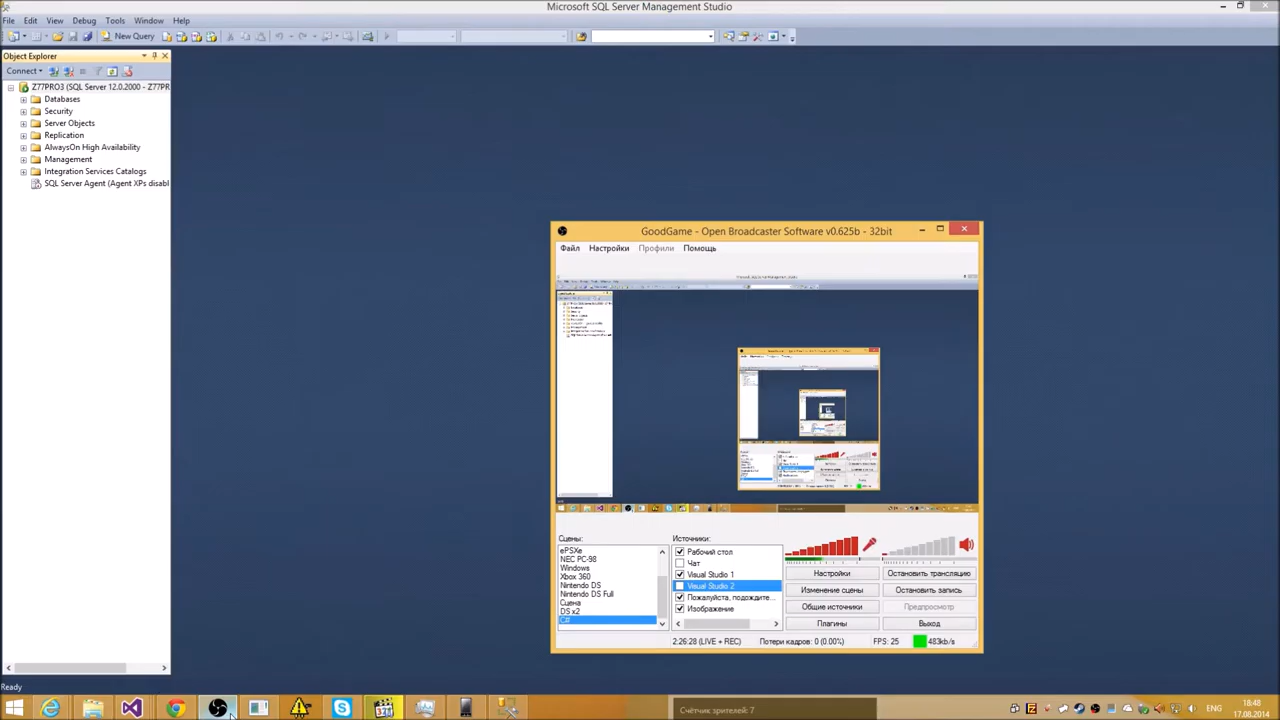 Microsoft SQL Server Management Studio
File Edit View Debug Tools Window Help
New Query
Object Explorer
Connect
Z77PRO3 (SQL Server 12.0.2000 - Z77PR
Databases
Security
Server Objects
Replication
AlwaysOn High Availability
Management
Integration Services Catalogs
SQL Server Agent (Agent XPs disabl
GoodGame - Open Broadcaster Software v0.625b - 32bit
Файл Настройки Профили Помощь
Сцены:
ePSXe
NEC PC-98
Windows
Xbox 360
Nintendo DS
Nintendo DS Full
Сцена
DS x2
C#
Источники:
Рабочий стол
Чат
Visual Studio 1
Visual Studio 2
Пожалуйста, подождите...
Изображение
Настройки
Остановить трансляцию
Изменение сцены
Остановить запись
Общие источники
Предпросмотр
Плагины
Выход
2:26:28 (LIVE + REC)
Потери кадров: 0 (0.00%)
FPS: 25
483kb/s
Ready
Счётчик зрителей: 7
ENG
18:48
17.08.2014